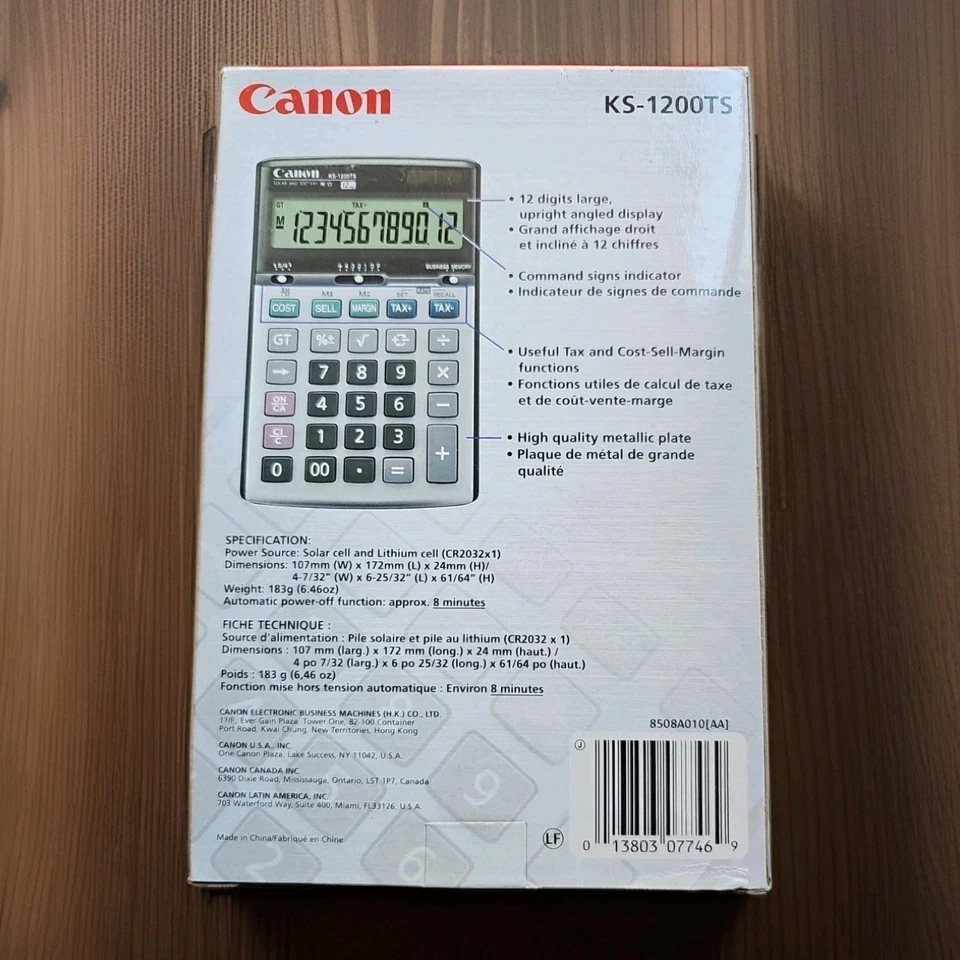 Canon
KS-1200TS
Canon
KS-1200TS
SOLAR AND BATTERY
12
GT TAX+
M 123456789012
BUSINESS MEMORY
M± M= SET RATE RECALL
COST SELL MARGIN TAX+ TAX-
GT %± √ ÷
→ 7 8 9 ×
ON/CA 4 5 6 −
CI/C 1 2 3 +
0 00 · =
• 12 digits large,
upright angled display
• Grand affichage droit
et incliné à 12 chiffres
• Command signs indicator
• Indicateur de signes de commande
• Useful Tax and Cost-Sell-Margin
functions
• Fonctions utiles de calcul de taxe
et de coût-vente-marge
• High quality metallic plate
• Plaque de métal de grande
qualité
SPECIFICATION:
Power Source: Solar cell and Lithium cell (CR2032x1)
Dimensions: 107mm (W) x 172mm (L) x 24mm (H)/
4-7/32" (W) x 6-25/32" (L) x 61/64" (H)
Weight: 183g (6.46oz)
Automatic power-off function: approx. 8 minutes
FICHE TECHNIQUE :
Source d'alimentation : Pile solaire et pile au lithium (CR2032 x 1)
Dimensions : 107 mm (larg.) x 172 mm (long.) x 24 mm (haut.) /
4 po 7/32 (larg.) x 6 po 25/32 (long.) x 61/64 po (haut.)
Poids : 183 g (6,46 oz)
Fonction mise hors tension automatique : Environ 8 minutes
CANON ELECTRONIC BUSINESS MACHINES (H.K.) CO., LTD.
17/F, Ever Gain Plaza, Tower One, 82-100 Container
Port Road, Kwai Chung, New Territories, Hong Kong
CANON U.S.A., INC.
One Canon Plaza, Lake Success, NY 11042, U.S.A.
CANON CANADA INC.
6390 Dixie Road, Mississauga, Ontario, L5T 1P7, Canada
CANON LATIN AMERICA, INC.
703 Waterford Way, Suite 400, Miami, FL33126, U.S.A.
Made in China/Fabriqué en Chine
8508A010[AA]
J
LF
0 13803 07746 9